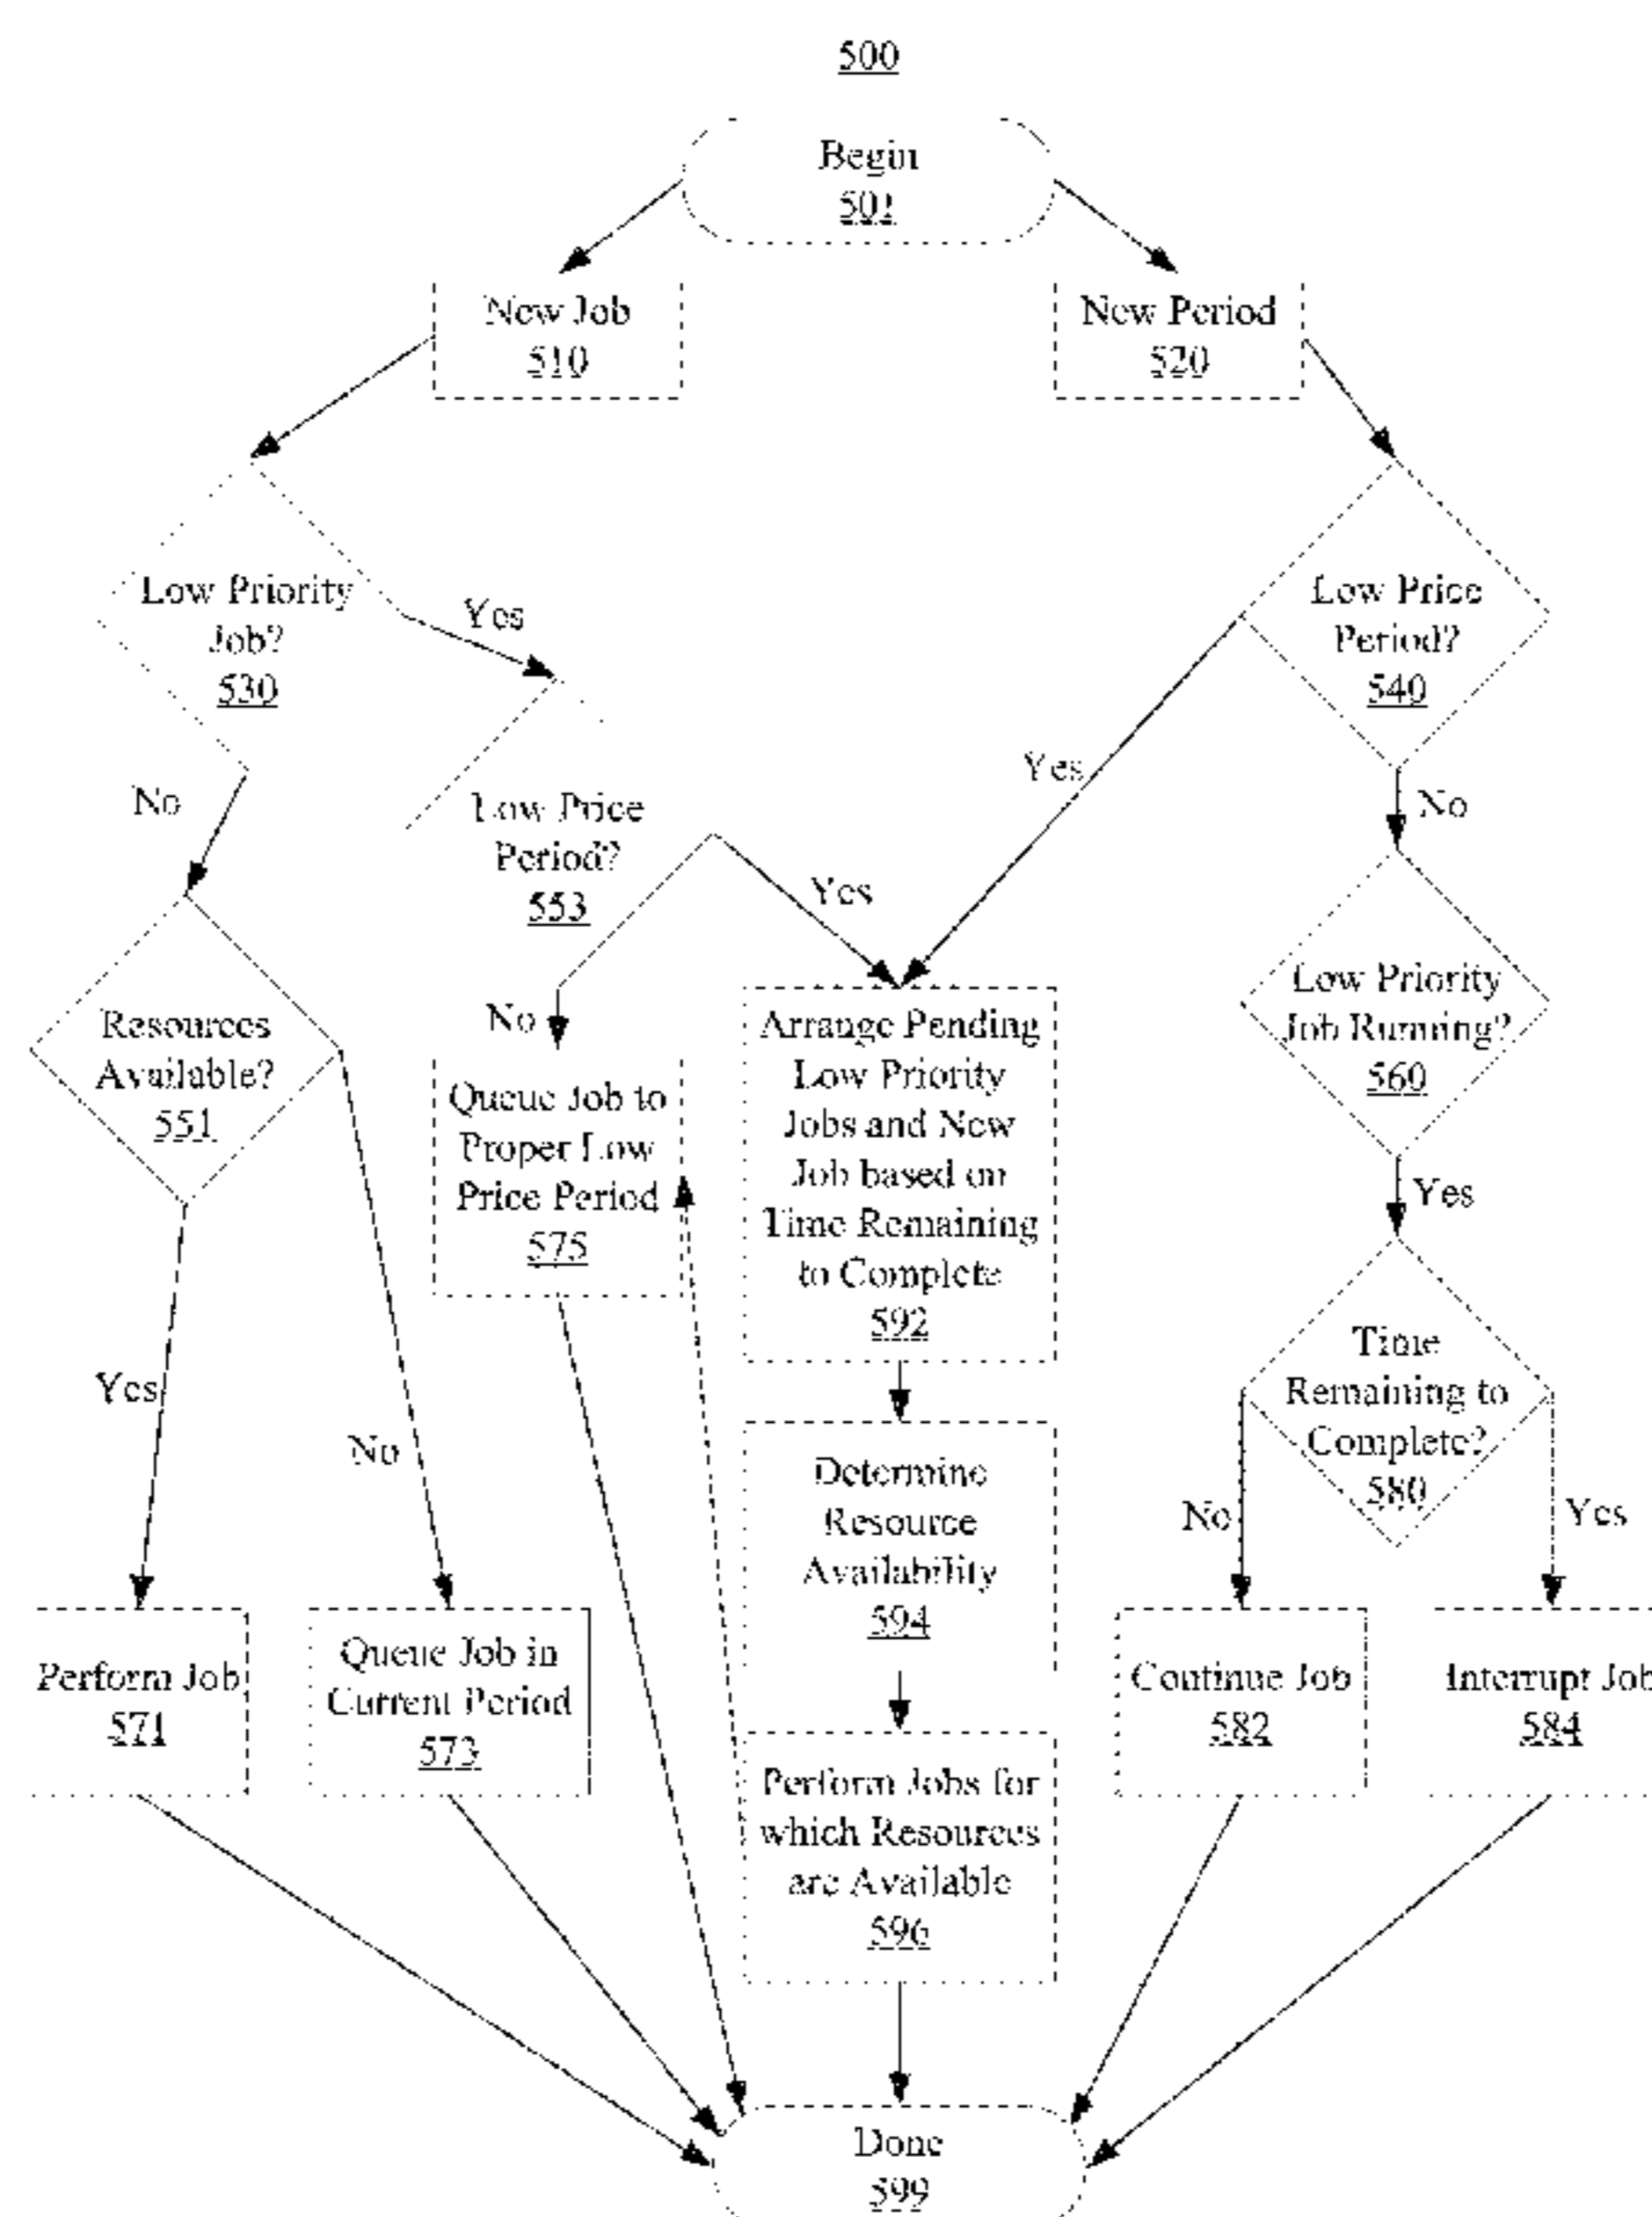 500
Begin
501
New Job
510
New Period
520
Low Priority
Job?
530
Yes
No
Low Price
Period?
540
Yes
No
Low Price
Period?
553
Yes
No
Resources
Available?
551
Yes
No
Queue Job to
Proper Low
Price Period
575
Arrange Pending
Low Priority
Jobs and New
Job based on
Time Remaining
to Complete
592
Low Priority
Job Running?
560
Yes
Time
Remaining to
Complete?
580
No
Yes
Determine
Resource
Availability
594
Perform Job
571
Queue Job in
Current Period
573
Perform Jobs for
which Resources
are Available
596
Continue Job
582
Interrupt Job
584
Done
599